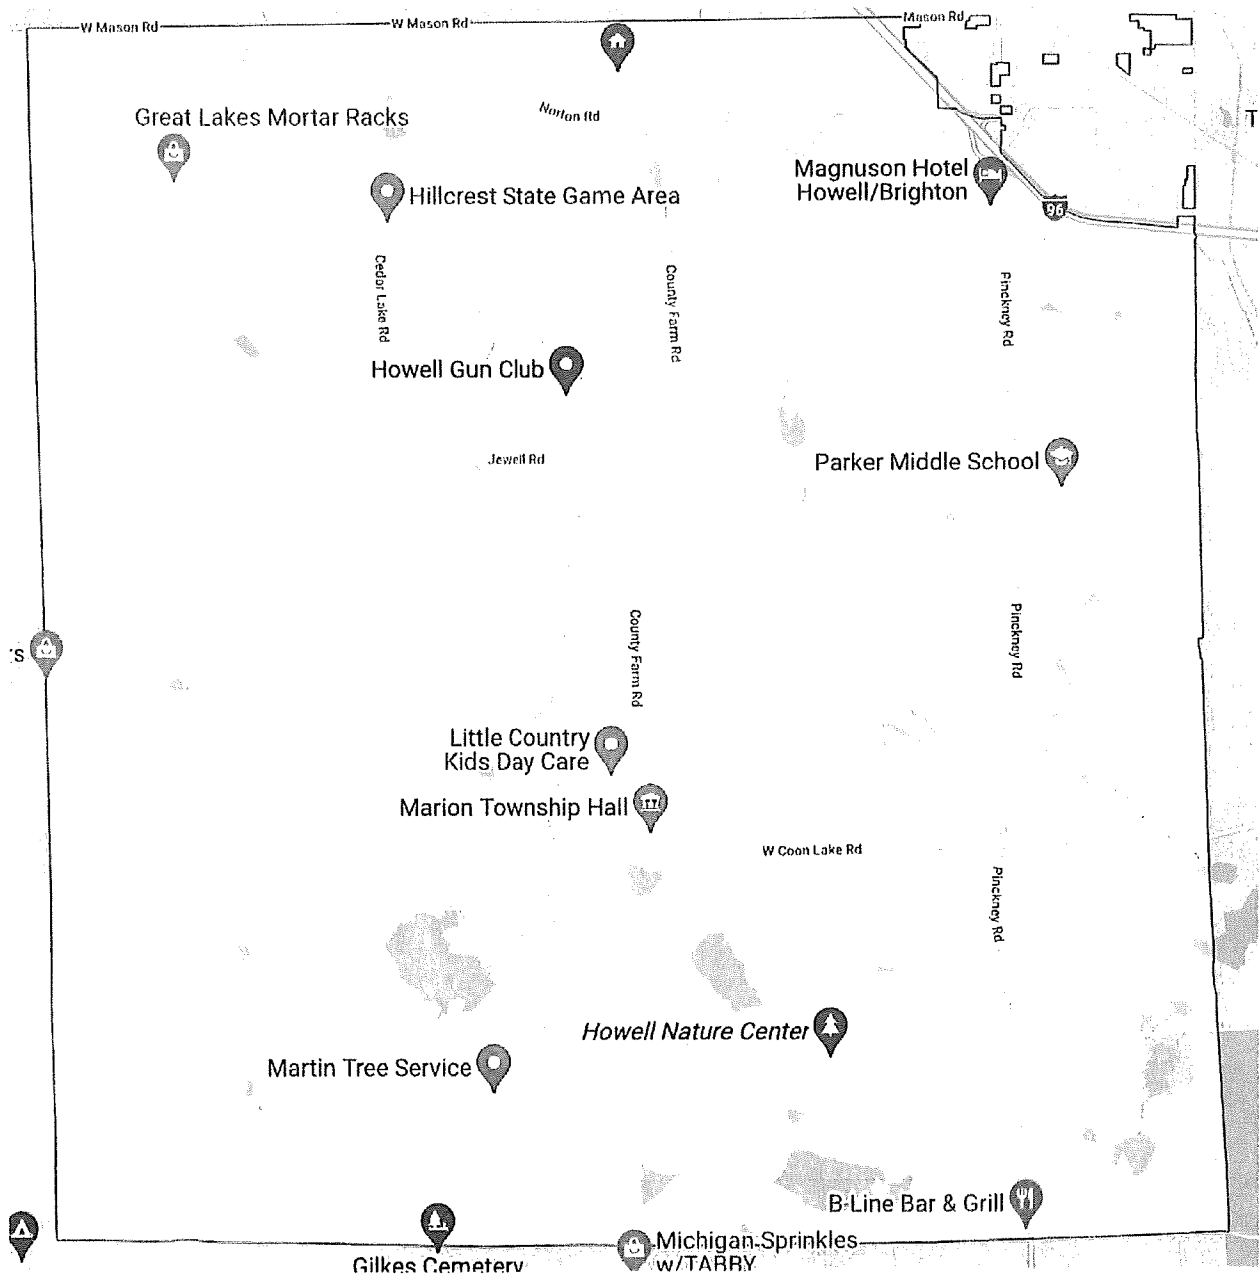 W Mason Rd
W Mason Rd
Mason Rd
Great Lakes Mortar Racks
Norton Rd
Hillcrest State Game Area
Magnuson Hotel
Howell/Brighton
96
T
Cedar Lake Rd
County Farm Rd
Pinckney Rd
Howell Gun Club
Jewell Rd
Parker Middle School
's
County Farm Rd
Pinckney Rd
Little Country
Kids Day Care
Marion Township Hall
W Coon Lake Rd
Pinckney Rd
Howell Nature Center
Martin Tree Service
B-Line Bar & Grill
Gilkes Cemetery
Michigan Sprinkles
w/TABBY